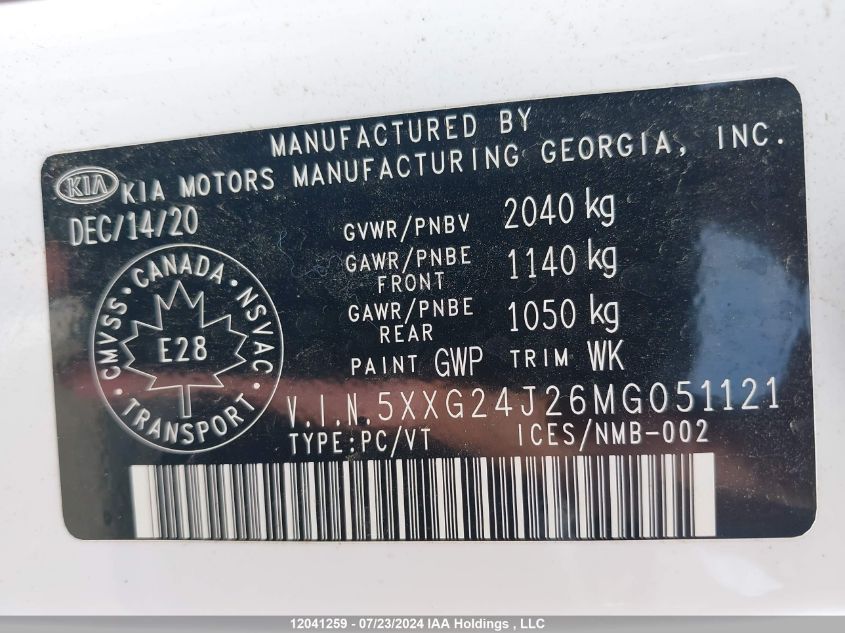 MANUFACTURED BY
KIA KIA MOTORS MANUFACTURING GEORGIA, INC.
DEC/14/20
GVWR/PNBV 2040 kg
GAWR/PNBE FRONT 1140 kg
GAWR/PNBE REAR 1050 kg
PAINT GWP TRIM WK
CMVSS • CANADA • NSVAC • TRANSPORT •
E28
V.I.N.5XXG24J26MG051121
TYPE:PC/VT ICES/NMB-002
12041259 - 07/23/2024 IAA Holdings , LLC